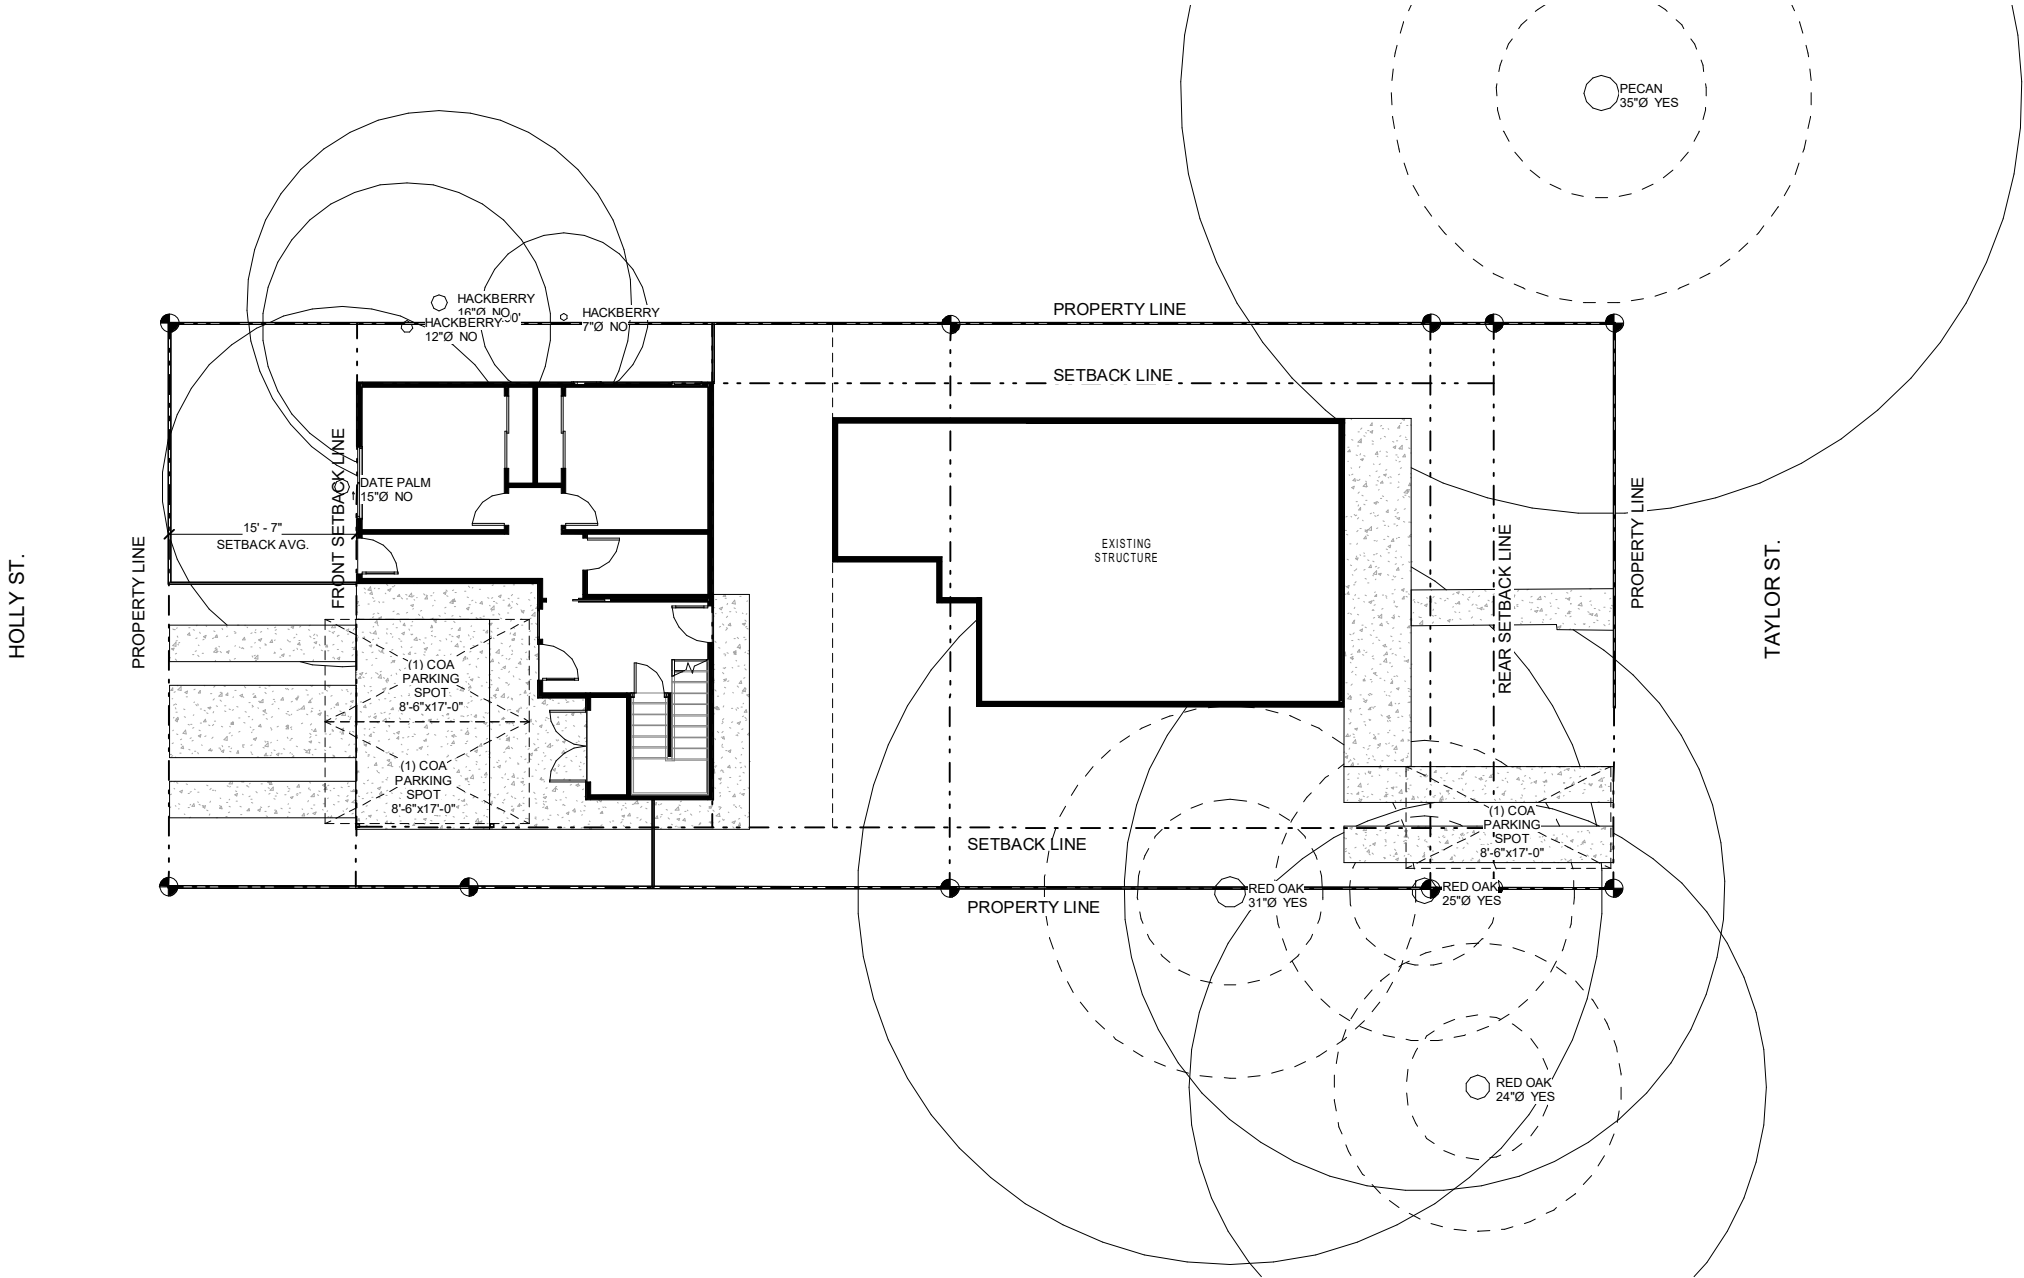 PECAN
35"Ø YES
HACKBERRY
16"Ø NO
HACKBERRY
12"Ø NO
HACKBERRY
7"Ø NO
PROPERTY LINE
SETBACK LINE
DATE PALM
15"Ø NO
15' - 7"
SETBACK AVG.
FRONT SETBACK LINE
PROPERTY LINE
HOLLY ST.
EXISTING
STRUCTURE
REAR SETBACK LINE
PROPERTY LINE
TAYLOR ST.
(1) COA
PARKING
SPOT
8'-6"x17'-0"
(1) COA
PARKING
SPOT
8'-6"x17'-0"
(1) COA
PARKING
SPOT
8'-6"x17'-0"
SETBACK LINE
PROPERTY LINE
RED OAK
31"Ø YES
RED OAK
25"Ø YES
RED OAK
24"Ø YES